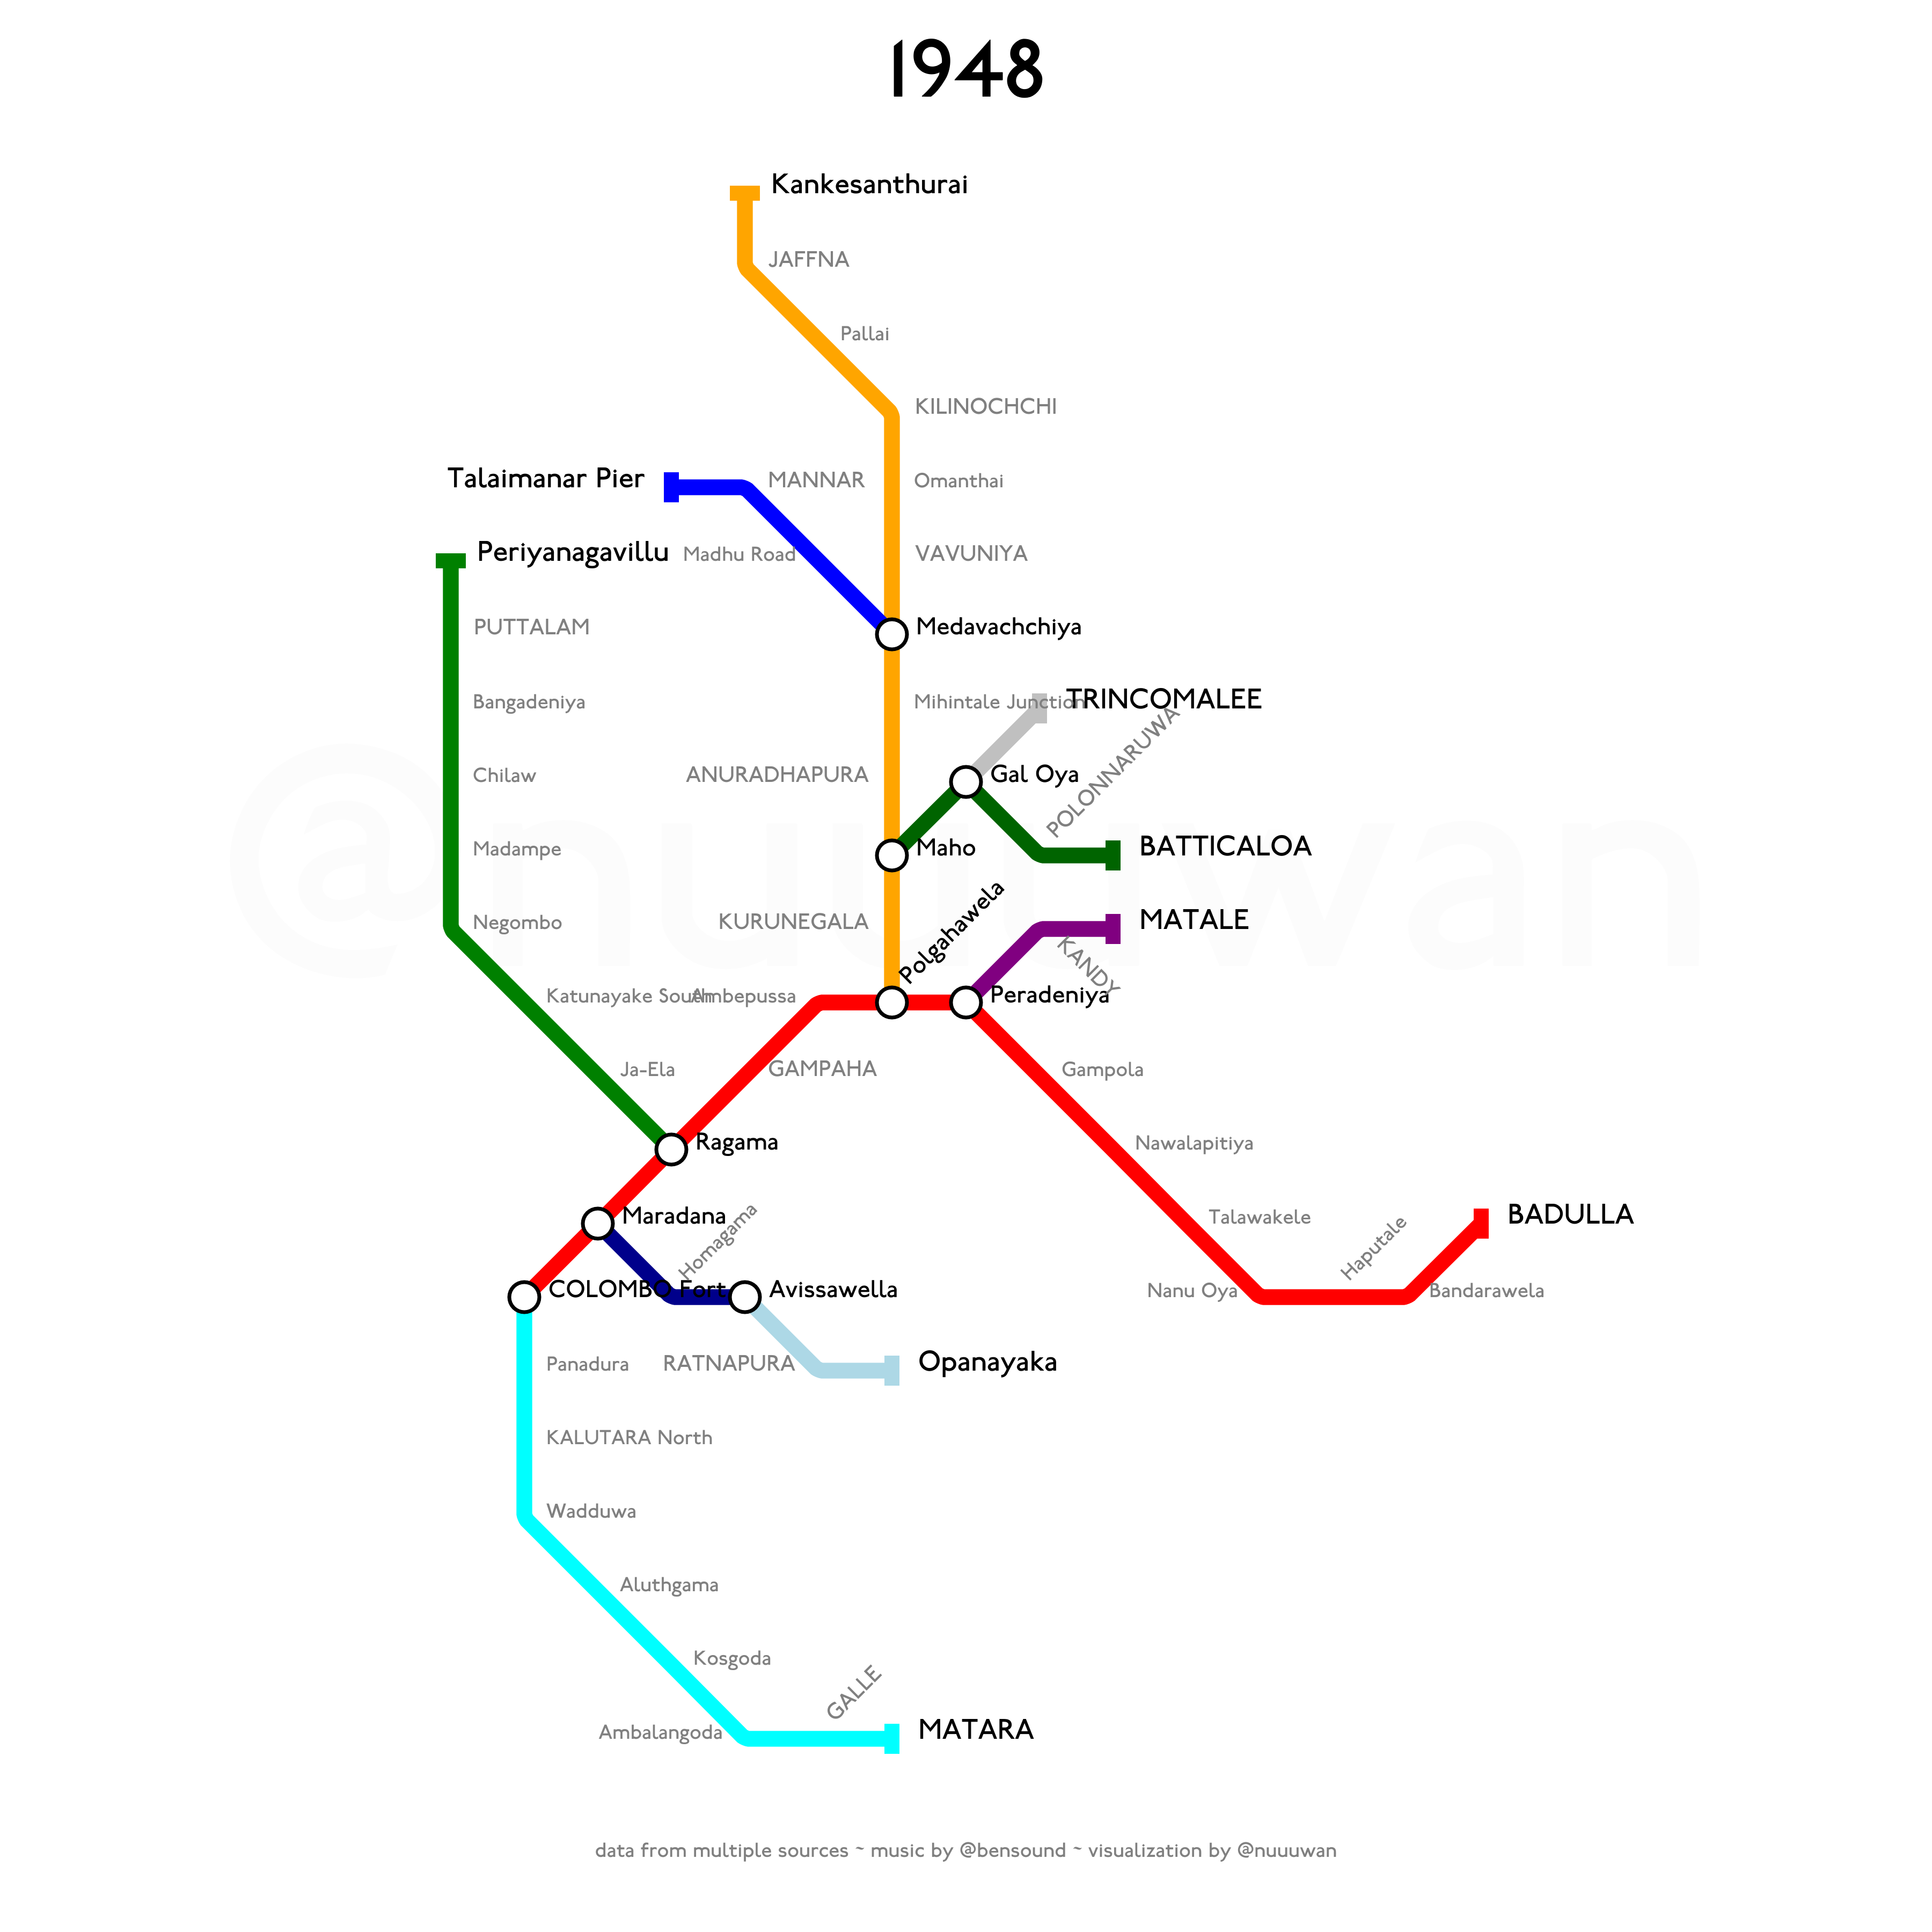 1948
Kankesanthurai
JAFFNA
Pallai
KILINOCHCHI
Talaimanar Pier
MANNAR
Omanthai
Periyanagavillu
Madhu Road
VAVUNIYA
PUTTALAM
Medavachchiya
Bangadeniya
Mihintale Junction
TRINCOMALEE
Chilaw
ANURADHAPURA
Gal Oya
POLONNARUWA
Madampe
Maho
BATTICALOA
@nuuuwan
Negombo
KURUNEGALA
Polgahawela
MATALE
KANDY
Katunayake South
Ambepussa
Peradeniya
Ja-Ela
GAMPAHA
Gampola
Ragama
Nawalapitiya
Maradana
Homagama
Talawakele
Haputale
BADULLA
COLOMBO Fort
Avissawella
Nanu Oya
Bandarawela
Panadura
RATNAPURA
Opanayaka
KALUTARA North
Wadduwa
Aluthgama
Kosgoda
GALLE
Ambalangoda
MATARA
data from multiple sources ~ music by @bensound ~ visualization by @nuuuwan